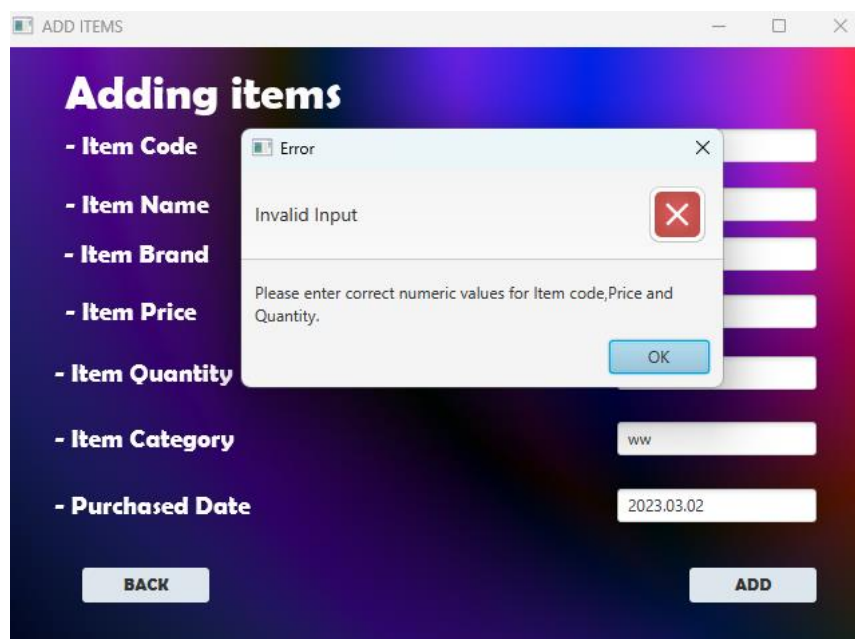 ADD ITEMS
Adding items
- Item Code
Error
- Item Name
Invalid Input
- Item Brand
Please enter correct numeric values for Item code,Price and
Quantity.
- Item Price
OK
- Item Quantity
- Item Category
ww
- Purchased Date
2023.03.02
BACK
ADD